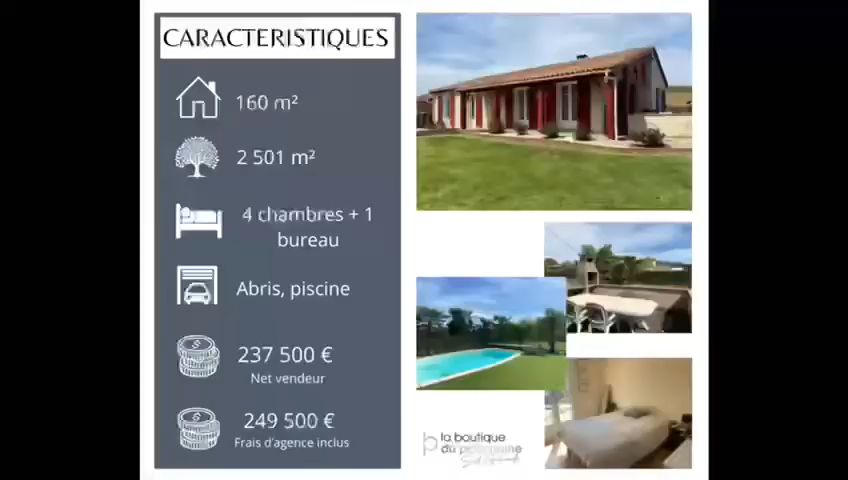 CARACTERISTIQUES
160 m²
2 501 m²
4 chambres + 1
bureau
Abris, piscine
237 500 €
Net vendeur
249 500 €
Frais d'agence inclus
la boutique
du patrimoine